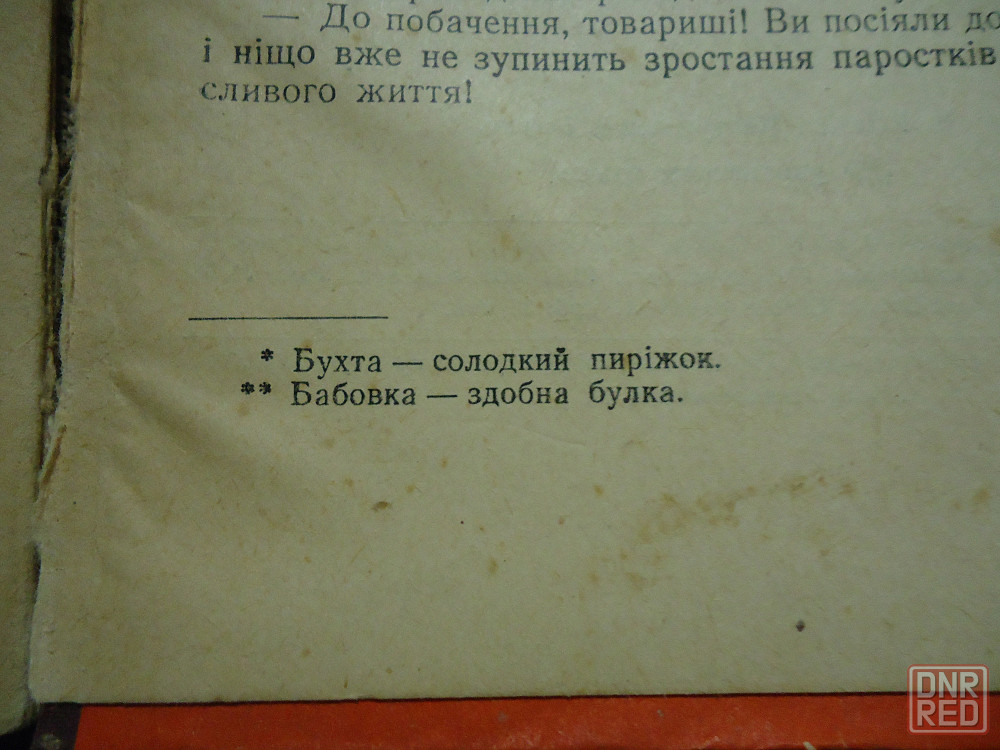 — До побачення, товариші! Ви посіяли
і ніщо вже не зупинить зростання паростків
сливого життя!
* Бухта — солодкий пиріжок.
** Бабовка — здобна булка.
DNR
RED